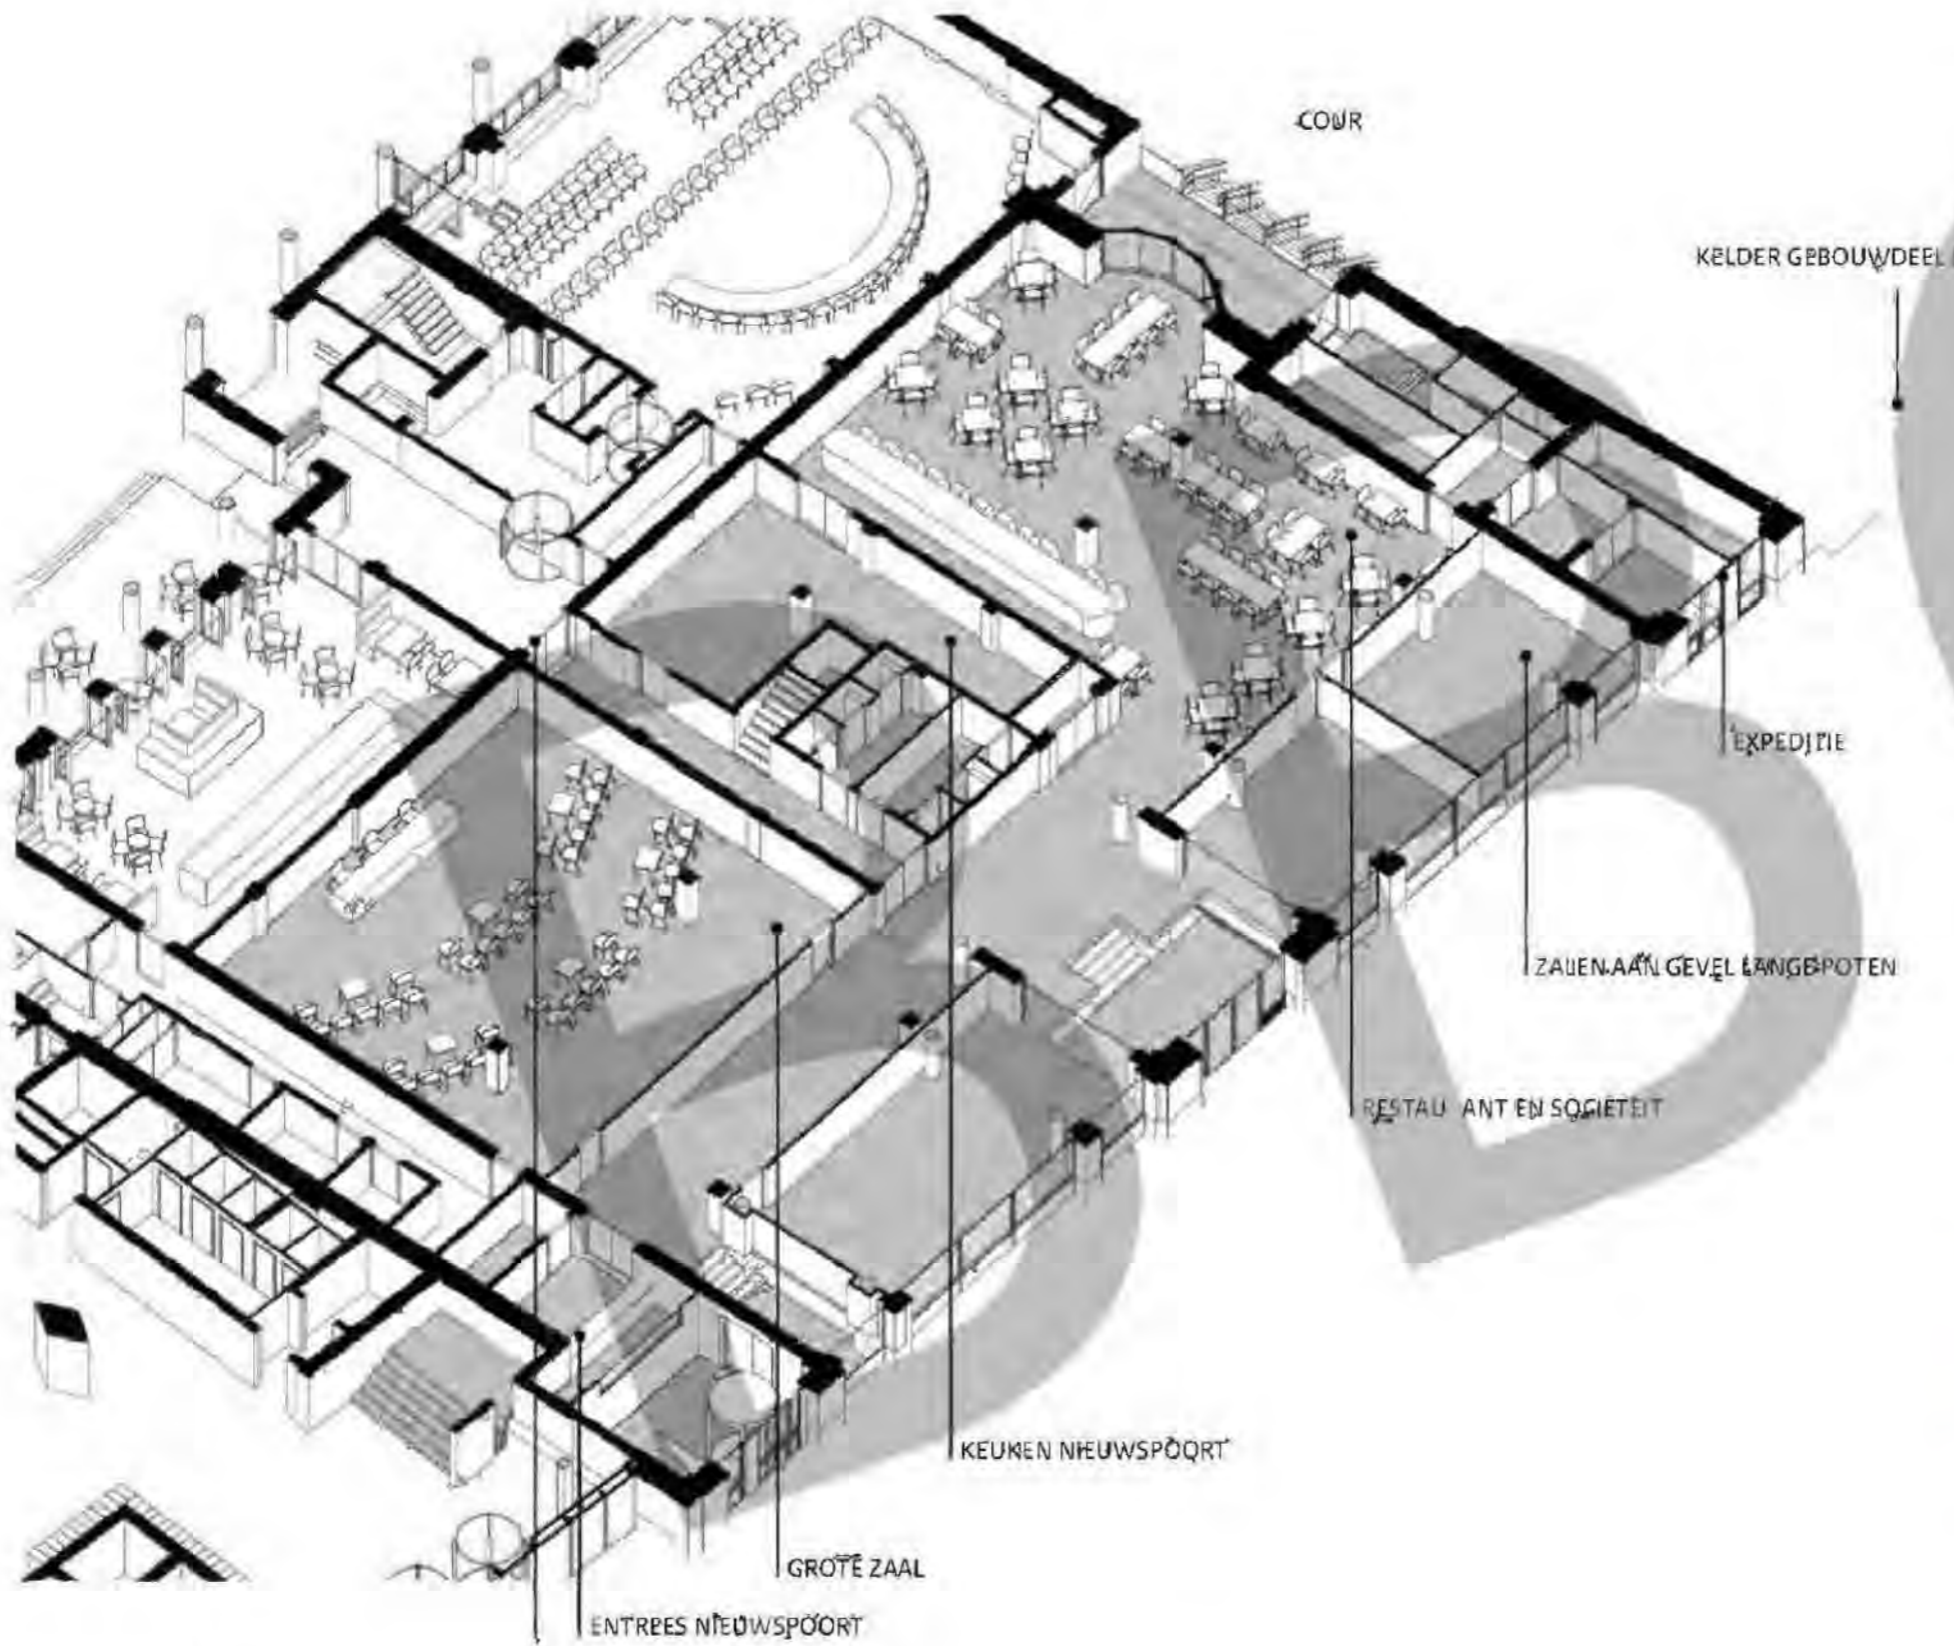 COUR
KELDER GEBOUWDEEL
EXPEDITIE
ZALEN AAN GEVEL LANGE POTEN
RESTAU ANT EN SOCIETEIT
KEUKEN NIEUWSPOORT
GROTE ZAAL
ENTREES NIEUWSPOORT